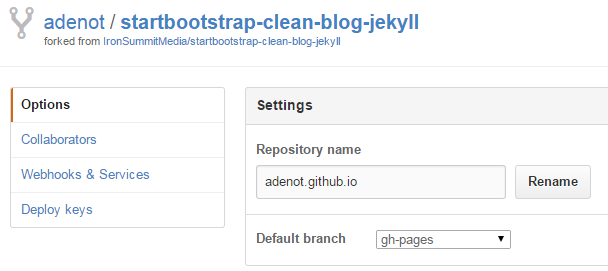 adenot / startbootstrap-clean-blog-jekyll
forked from IronSummitMedia/startbootstrap-clean-blog-jekyll
Options
Collaborators
Webhooks & Services
Deploy keys
Settings
Repository name
adenot.github.io
Rename
Default branch
gh-pages